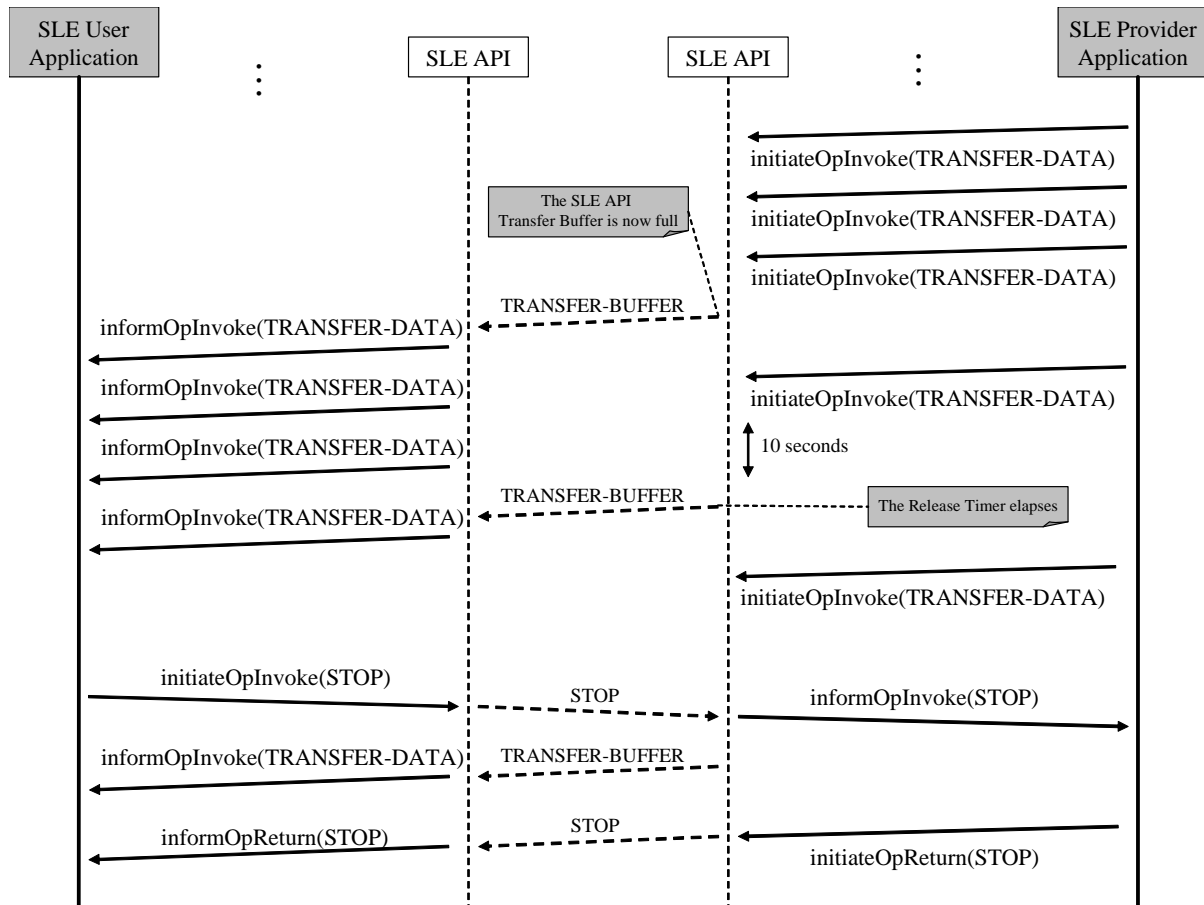 SLE User
Application
SLE API
SLE API
SLE Provider
Application
initiateOpInvoke(TRANSFER-DATA)
The SLE API
Transfer Buffer is now full
initiateOpInvoke(TRANSFER-DATA)
initiateOpInvoke(TRANSFER-DATA)
TRANSFER-BUFFER
informOpInvoke(TRANSFER-DATA)
informOpInvoke(TRANSFER-DATA)
initiateOpInvoke(TRANSFER-DATA)
informOpInvoke(TRANSFER-DATA)
10 seconds
TRANSFER-BUFFER
The Release Timer elapses
informOpInvoke(TRANSFER-DATA)
initiateOpInvoke(TRANSFER-DATA)
initiateOpInvoke(STOP)
STOP
informOpInvoke(STOP)
informOpInvoke(TRANSFER-DATA)
TRANSFER-BUFFER
informOpReturn(STOP)
STOP
initiateOpReturn(STOP)